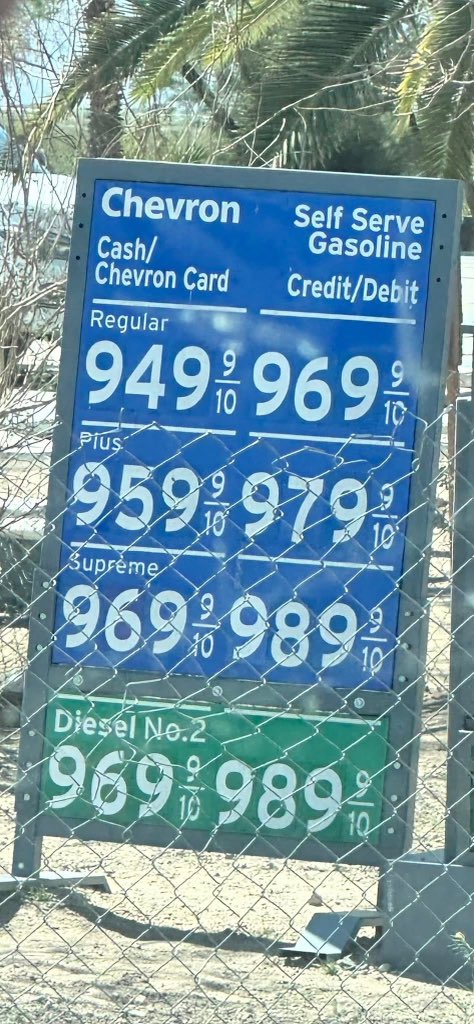 Chevron
Self Serve
Gasoline
Cash/
Chevron Card
Credit/Debit
Regular
949 9/10 969 9/10
Plus
959 9/10 979 9/10
Supreme
969 9/10 989 9/10
Diesel No.2
969 9/10 989 9/10